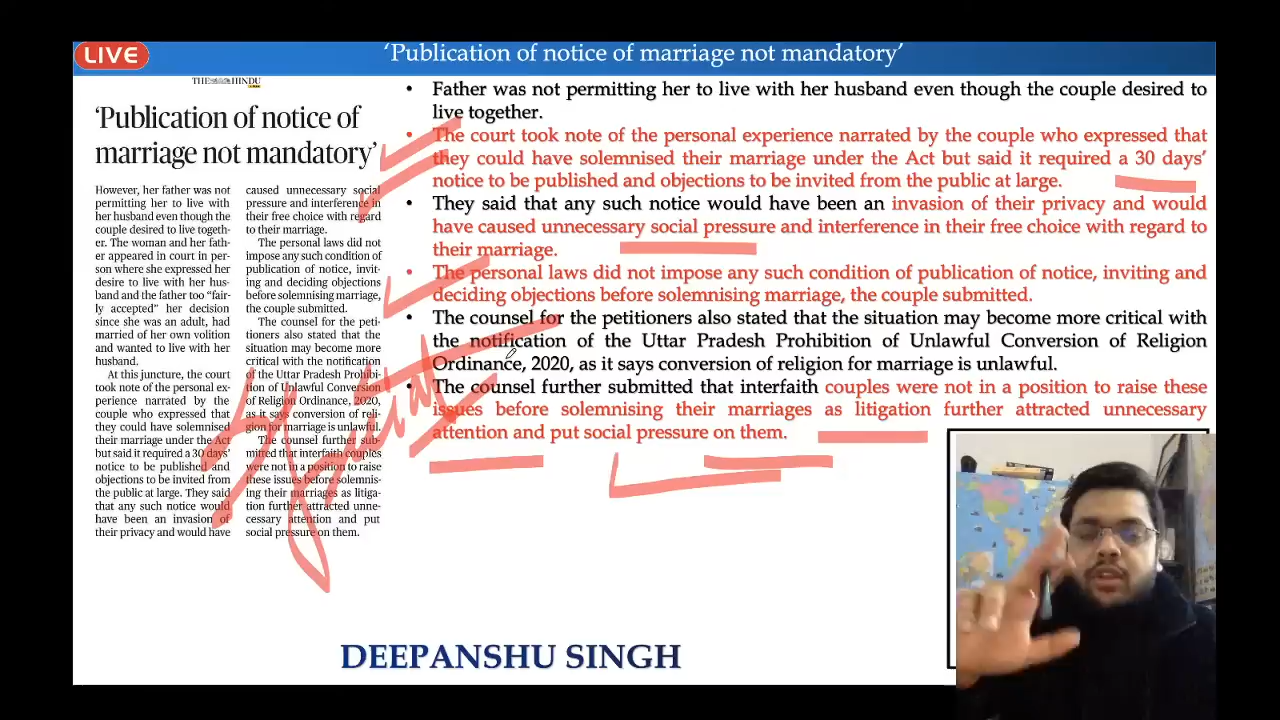 LIVE
‘Publication of notice of marriage not mandatory’
THE HINDU
‘Publication of notice of
marriage not mandatory’
However, her father was not
permitting her to live with
her husband even though the
couple desired to live togeth-
er. The woman and her fath-
er appeared in court in per-
son where she expressed her
desire to live with her hus-
band and the father too “fair-
ly accepted” her decision
since she was an adult, had
married of her own volition
and wanted to live with her
husband.
At this juncture, the court
took note of the personal ex-
perience narrated by the
couple who expressed that
they could have solemnised
their marriage under the Act
but said it required a 30 days’
notice to be published and
objections to be invited from
the public at large. They said
that any such notice would
have been an invasion of
their privacy and would have
caused unnecessary social
pressure and interference in
their free choice with regard
to their marriage.
The personal laws did not
impose any such condition of
publication of notice, invit-
ing and deciding objections
before solemnising marriage,
the couple submitted.
The counsel for the peti-
tioners also stated that the
situation may become more
critical with the notification
of the Uttar Pradesh Prohibi-
tion of Unlawful Conversion
of Religion Ordinance, 2020,
as it says conversion of reli-
gion for marriage is unlawful.
The counsel further sub-
mitted that interfaith couples
were not in a position to raise
these issues before solemnis-
ing their marriages as litiga-
tion further attracted unne-
cessary attention and put
social pressure on them.
• Father was not permitting her to live with her husband even though the couple desired to
live together.
• The court took note of the personal experience narrated by the couple who expressed that
they could have solemnised their marriage under the Act but said it required a 30 days’
notice to be published and objections to be invited from the public at large.
• They said that any such notice would have been an invasion of their privacy and would
have caused unnecessary social pressure and interference in their free choice with regard to
their marriage.
• The personal laws did not impose any such condition of publication of notice, inviting and
deciding objections before solemnising marriage, the couple submitted.
• The counsel for the petitioners also stated that the situation may become more critical with
the notification of the Uttar Pradesh Prohibition of Unlawful Conversion of Religion
Ordinance, 2020, as it says conversion of religion for marriage is unlawful.
• The counsel further submitted that interfaith couples were not in a position to raise these
issues before solemnising their marriages as litigation further attracted unnecessary
attention and put social pressure on them.
DEEPANSHU SINGH